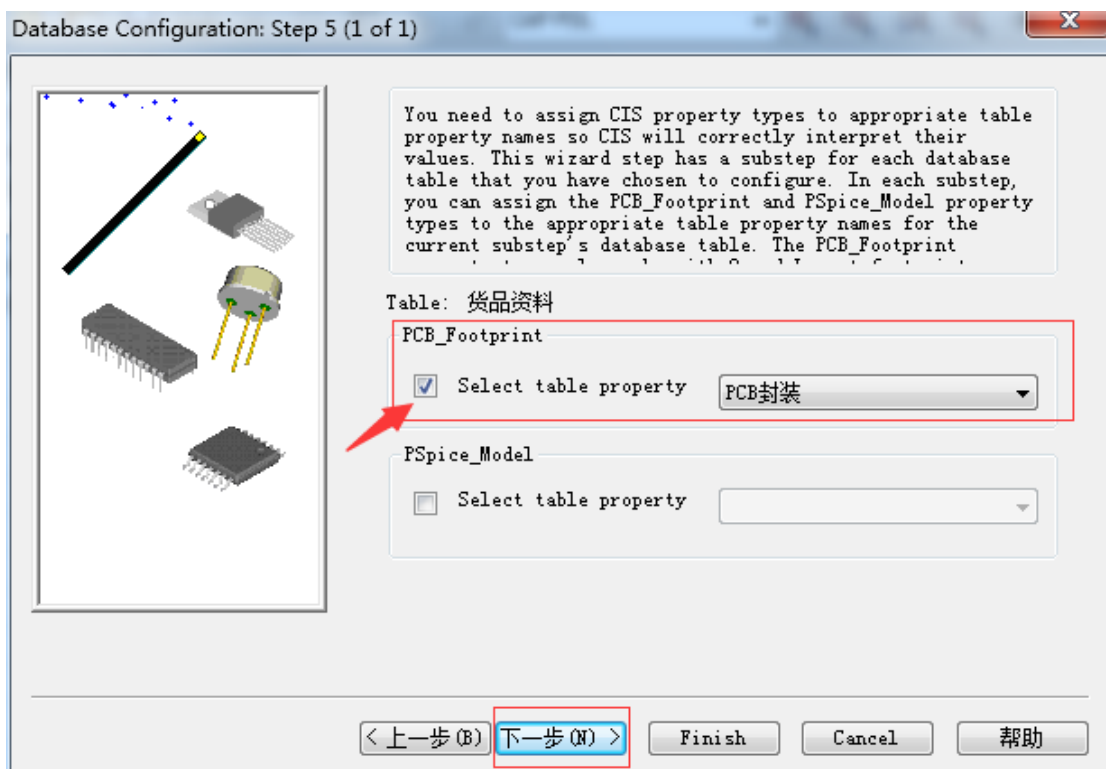 Database Configuration: Step 5 (1 of 1)
You need to assign CIS property types to appropriate table
property names so CIS will correctly interpret their
values. This wizard step has a substep for each database
table that you have chosen to configure. In each substep,
you can assign the PCB_Footprint and PSpice_Model property
types to the appropriate table property names for the
current substep's database table. The PCB_Footprint
Table: 货品资料
PCB_Footprint
Select table property PCB封装
PSpice_Model
Select table property
< 上一步(B) 下一步(N) > Finish Cancel 帮助